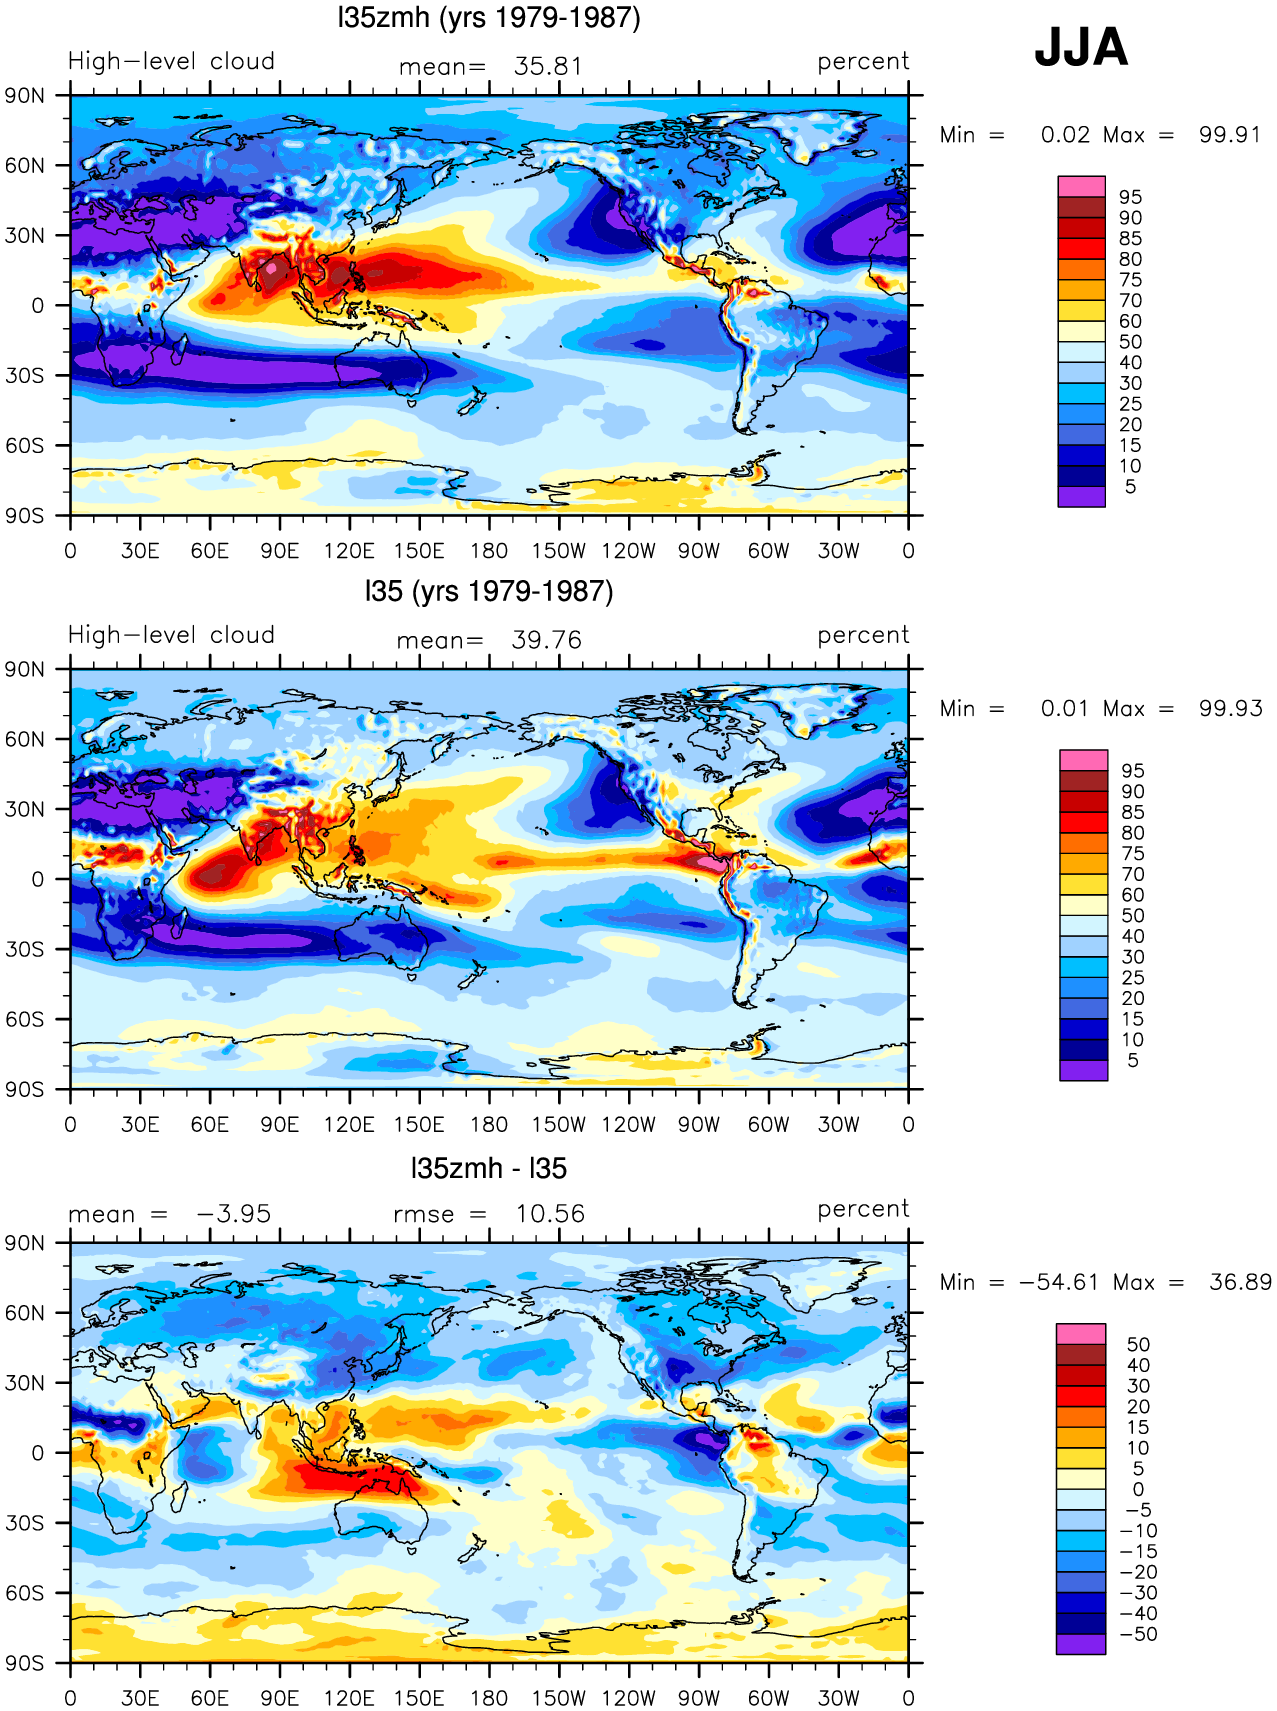 l35zmh (yrs 1979-1987)
JJA
High-level cloud mean= 35.81 percent
Min = 0.02 Max = 99.91
90N
60N
30N
0
30S
60S
90S
0 30E 60E 90E 120E 150E 180 150W 120W 90W 60W 30W 0
95
90
85
80
75
70
60
50
40
30
25
20
15
10
5
l35 (yrs 1979-1987)
High-level cloud mean= 39.76 percent
Min = 0.01 Max = 99.93
90N
60N
30N
0
30S
60S
90S
0 30E 60E 90E 120E 150E 180 150W 120W 90W 60W 30W 0
95
90
85
80
75
70
60
50
40
30
25
20
15
10
5
l35zmh - l35
mean = -3.95 rmse = 10.56 percent
Min = -54.61 Max = 36.89
90N
60N
30N
0
30S
60S
90S
0 30E 60E 90E 120E 150E 180 150W 120W 90W 60W 30W 0
50
40
30
20
15
10
5
0
-5
-10
-15
-20
-30
-40
-50